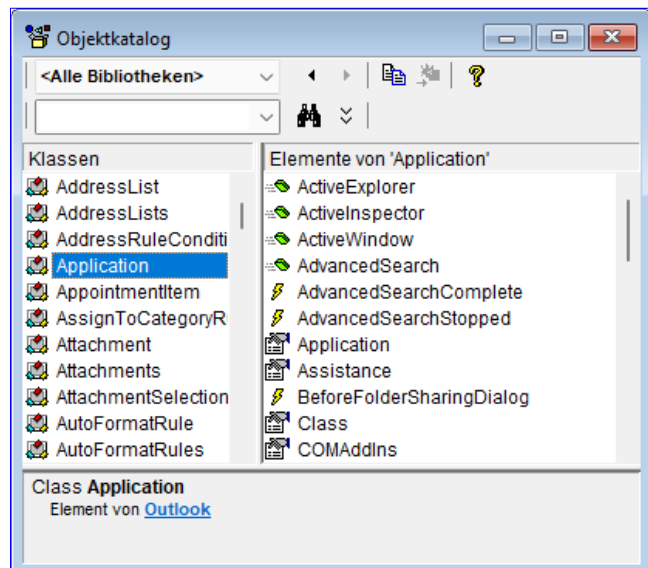 Objektkatalog
<Alle Bibliotheken>
Klassen
AddressList
AddressLists
AddressRuleConditi
Application
AppointmentItem
AssignToCategoryR
Attachment
Attachments
AttachmentSelection
AutoFormatRule
AutoFormatRules
Elemente von 'Application'
ActiveExplorer
ActiveInspector
ActiveWindow
AdvancedSearch
AdvancedSearchComplete
AdvancedSearchStopped
Application
Assistance
BeforeFolderSharingDialog
Class
COMAddIns
Class Application
Element von Outlook